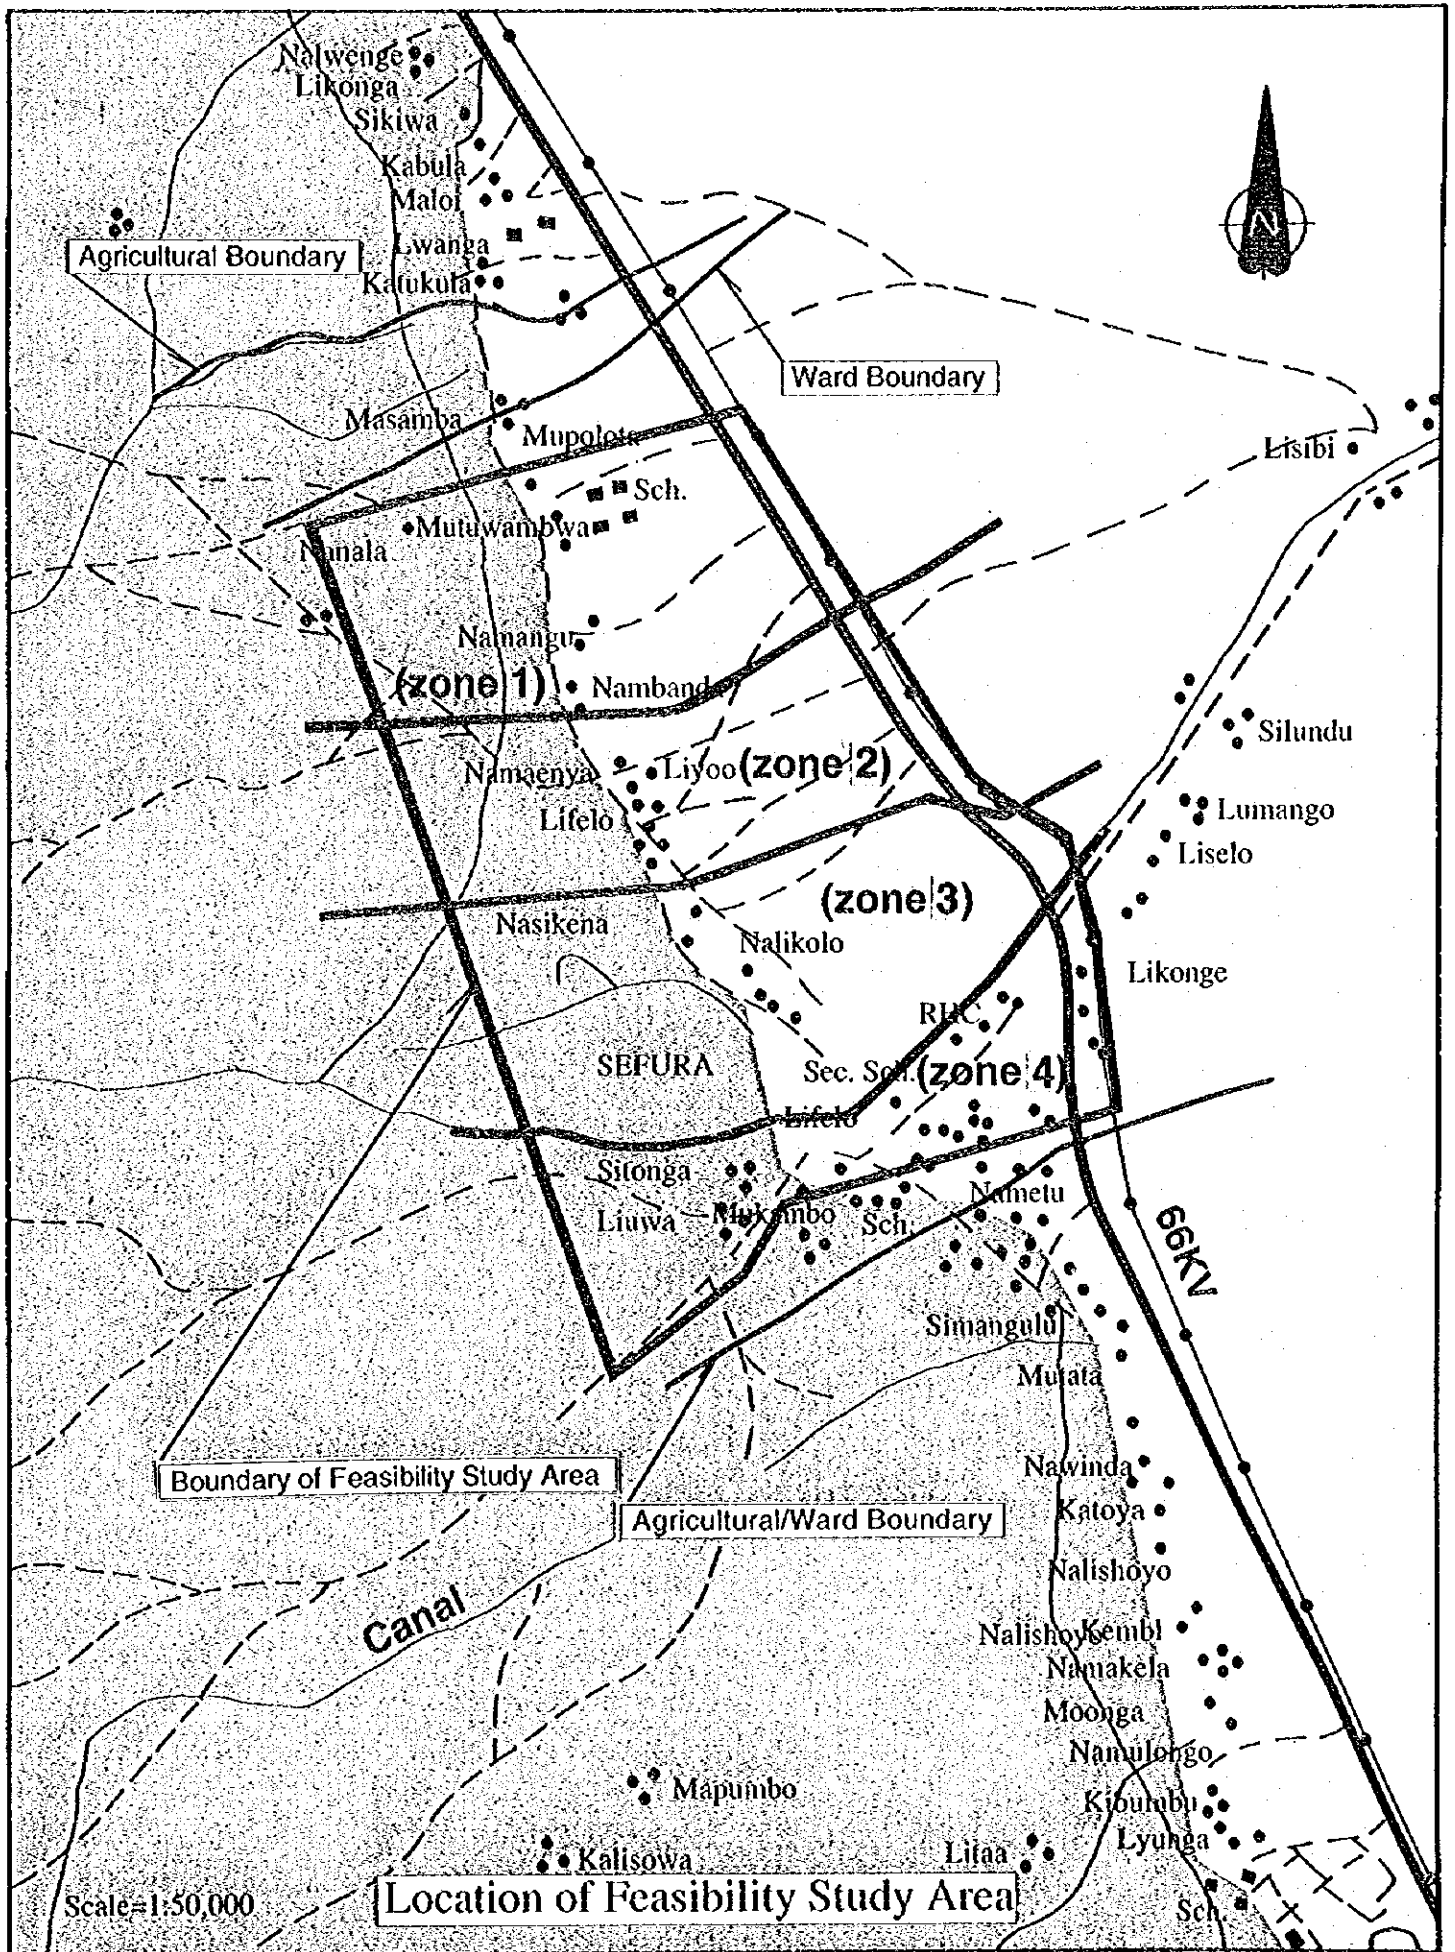 Nalwenge
Likonga
Sikiwa
Kabula
Maloi
N
Lwanga
Agricultural Boundary
Katukula
Ward Boundary
Masamba
Mupolota
Lisibi
Sch.
Mutuwambwa
Nanala
Namangu
(zone 1)
Nambanda
Silundu
Namaenya
Liyoo
(zone 2)
Lumango
Lifelo
Liselo
(zone 3)
Nasikena
Nalikolo
Likonge
RHC
SEFURA
Sec. Sch.
(zone 4)
Lifelo
Sitonga
Nametu
Liuwa
Mukambo
Sch.
66KV
Simangulu
Mutata
Nawinda
Boundary of Feasibility Study Area
Katoya
Agricultural/Ward Boundary
Nalishoyo
Canal
Nalishoyo
Kembl
Namakela
Moonga
Namulongo
Mapumbo
Lyunga
Litaa
Kalisowa
Scale=1:50,000
Location of Feasibility Study Area
Sch.